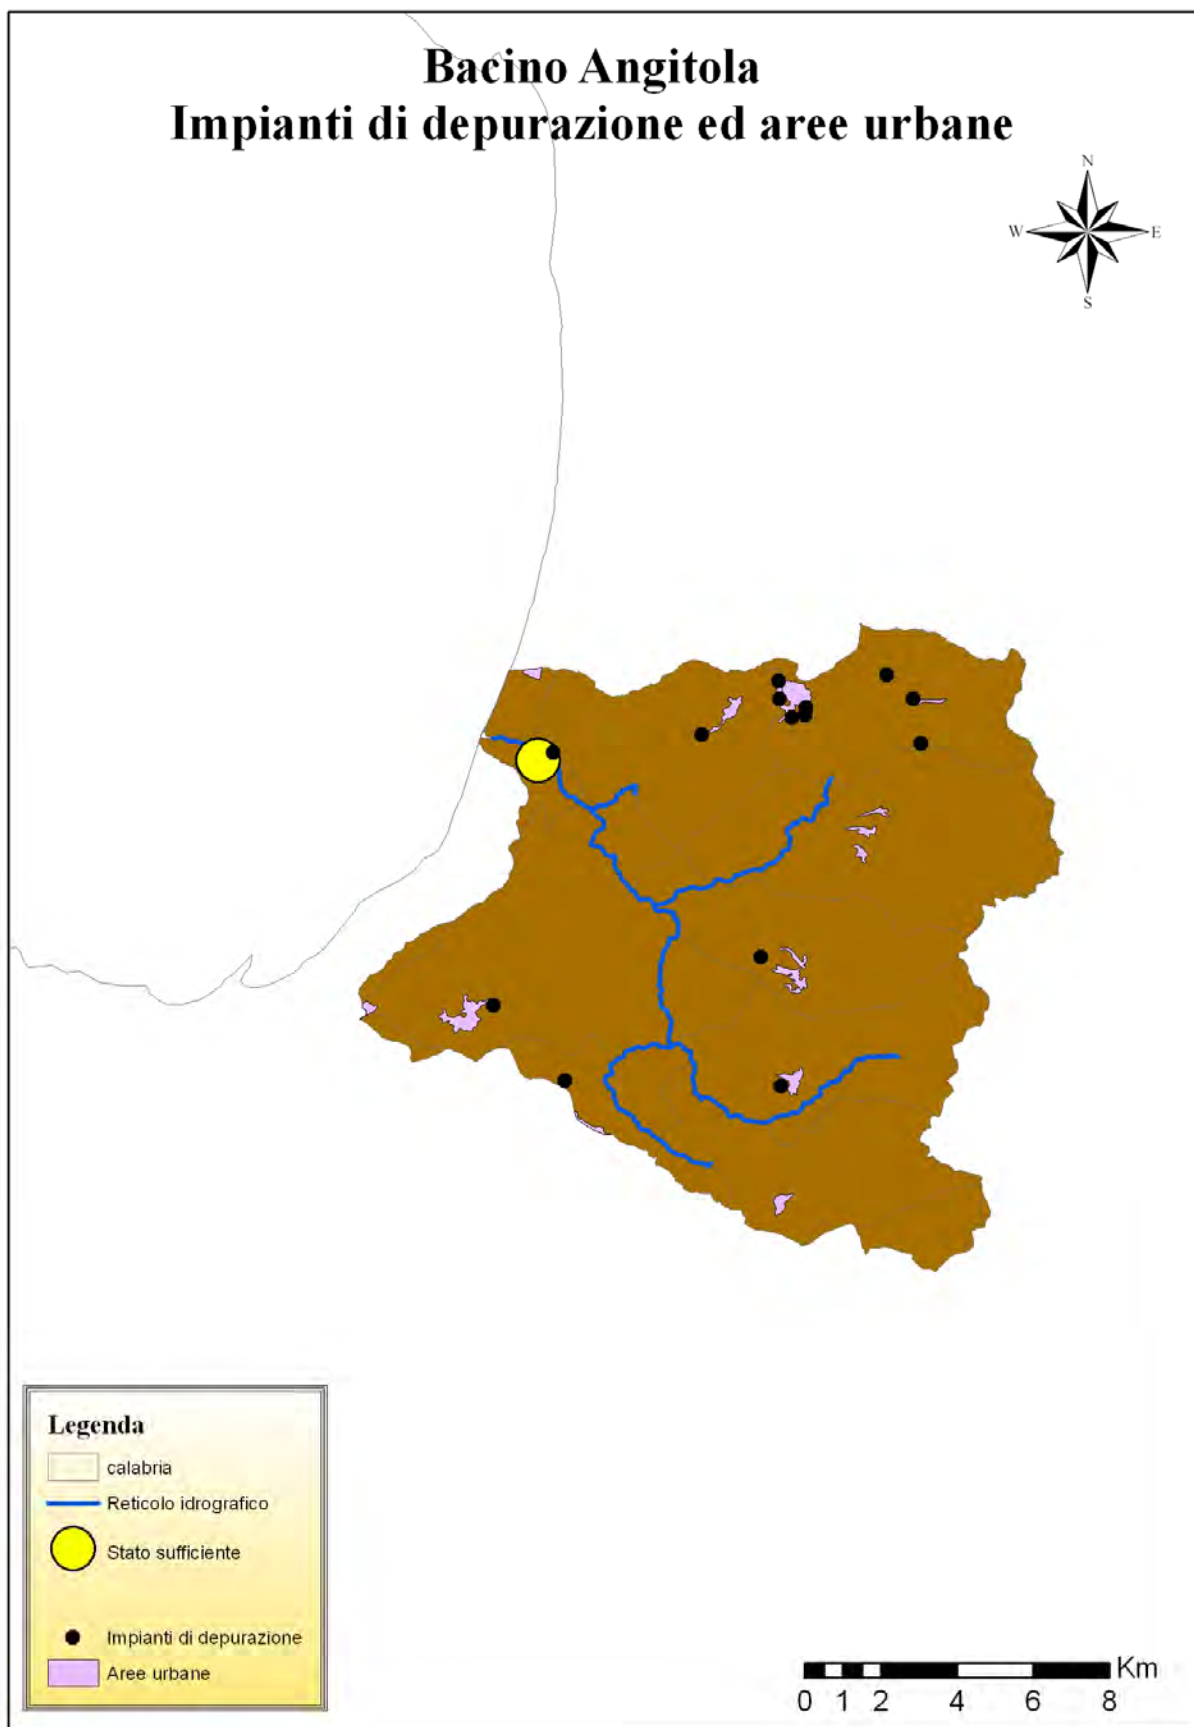 Bacino Angitola
Impianti di depurazione ed aree urbane
N
W E
S
Legenda
calabria
Reticolo idrografico
Stato sufficiente
Impianti di depurazione
Aree urbane
Km
0 1 2 4 6 8